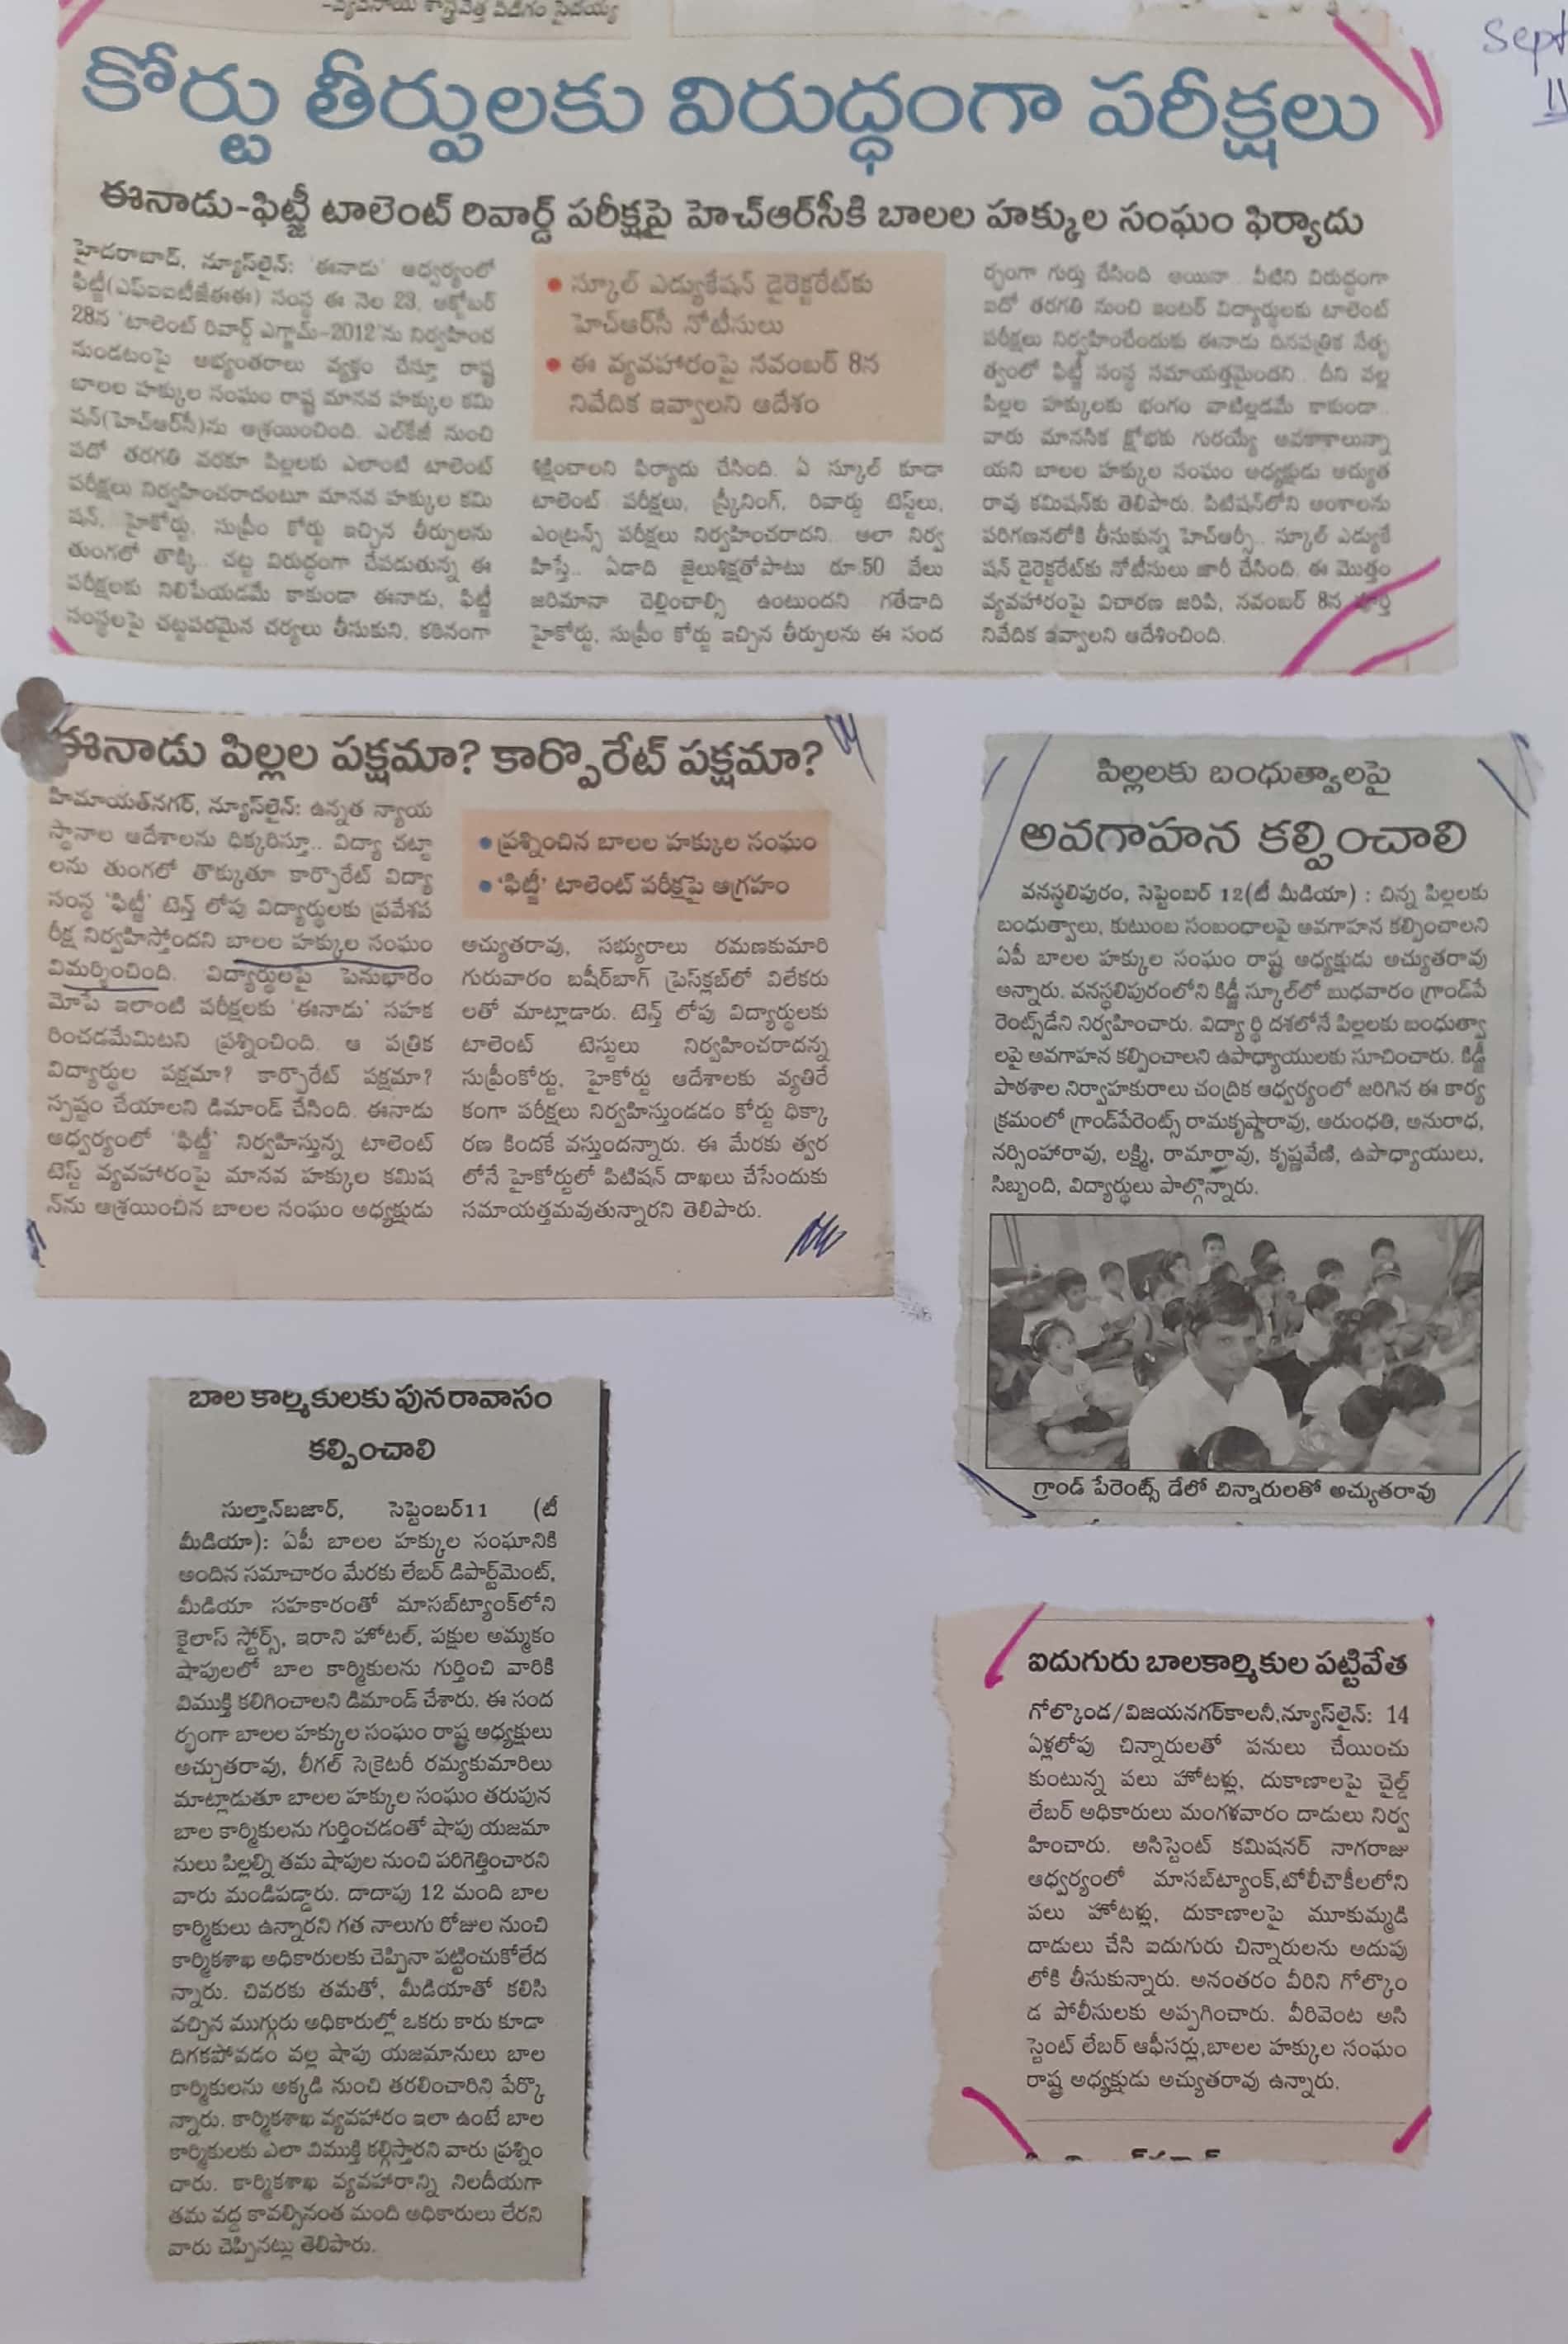 -వ్యవసాయ శాస్త్రవేత్త పిడిగం సైదయ్య
Sept
11
కోర్టు తీర్పులకు విరుద్ధంగా పరీక్షలు
ఈనాడు-ఫిట్జీ టాలెంట్ రివార్డ్ పరీక్షపై హెచ్ఆర్‌సీకి బాలల హక్కుల సంఘం ఫిర్యాదు
హైదరాబాద్, న్యూస్‌లైన్: ‘ఈనాడు’ ఆధ్వర్యంలో
ఫిట్జీ(ఎఫ్ఐఐటీజేఈఈ) సంస్థ ఈ నెల 23, అక్టోబర్
28న ‘టాలెంట్ రివార్డ్ ఎగ్జామ్-2012’ను నిర్వహించ
నుండటంపై అభ్యంతరాలు వ్యక్తం చేస్తూ రాష్ట్ర
బాలల హక్కుల సంఘం రాష్ట్ర మానవ హక్కుల కమి
షన్(హెచ్ఆర్‌సీ)ను ఆశ్రయించింది. ఎల్‌కేజీ నుంచి
పదో తరగతి వరకూ పిల్లలకు ఎలాంటి టాలెంట్
పరీక్షలు నిర్వహించరాదంటూ మానవ హక్కుల కమి
షన్, హైకోర్టు, సుప్రీం కోర్టు ఇచ్చిన తీర్పులను
తుంగలో తొక్కి.. చట్ట విరుద్ధంగా చేపడుతున్న ఈ
పరీక్షలకు నిలిపేయడమే కాకుండా ఈనాడు, ఫిట్జీ
సంస్థలపై చట్టపరమైన చర్యలు తీసుకుని, కఠినంగా
• స్కూల్ ఎడ్యుకేషన్ డైరెక్టరేట్‌కు
హెచ్ఆర్‌సీ నోటీసులు
• ఈ వ్యవహారంపై నవంబర్ 8న
నివేదిక ఇవ్వాలని ఆదేశం
శిక్షించాలని ఫిర్యాదు చేసింది. ఏ స్కూల్ కూడా
టాలెంట్ పరీక్షలు, స్క్రీనింగ్, రివార్డు టెస్ట్‌లు,
ఎంట్రన్స్ పరీక్షలు నిర్వహించరాదని.. అలా నిర్వ
హిస్తే.. ఏడాది జైలుశిక్షతోపాటు రూ.50 వేలు
జరిమానా చెల్లించాల్సి ఉంటుందని గతేడాది
హైకోర్టు, సుప్రీం కోర్టు ఇచ్చిన తీర్పులను ఈ సంద
ర్భంగా గుర్తు చేసింది అయినా.. వీటిని విరుద్ధంగా
ఐదో తరగతి నుంచి ఇంటర్ విద్యార్థులకు టాలెంట్
పరీక్షలు నిర్వహించేందుకు ఈనాడు దినపత్రిక నేతృ
త్వంలో ఫిట్జీ సంస్థ సమాయత్తమైందని.. దీని వల్ల
పిల్లల హక్కులకు భంగం వాటిల్లడమే కాకుండా..
వారు మానసిక క్షోభకు గురయ్యే అవకాశాలున్నా
యని బాలల హక్కుల సంఘం అధ్యక్షుడు అచ్యుత
రావు కమిషన్‌కు తెలిపారు. పిటిషన్‌లోని అంశాలను
పరిగణనలోకి తీసుకున్న హెచ్ఆర్సీ.. స్కూల్ ఎడ్యుకే
షన్ డైరెక్టరేట్‌కు నోటీసులు జారీ చేసింది. ఈ మొత్తం
వ్యవహారంపై విచారణ జరిపి, నవంబర్ 8న పూర్తి
నివేదిక ఇవ్వాలని ఆదేశించింది.
ఈనాడు పిల్లల పక్షమా? కార్పొరేట్ పక్షమా?
హిమాయత్‌నగర్, న్యూస్‌లైన్: ఉన్నత న్యాయ
స్థానాల ఆదేశాలను ధిక్కరిస్తూ.. విద్యా చట్టా
లను తుంగలో తొక్కుతూ కార్పొరేట్ విద్యా
సంస్థ ‘ఫిట్జీ’ టెన్త్ లోపు విద్యార్థులకు ప్రవేశప
రీక్ష నిర్వహిస్తోందని బాలల హక్కుల సంఘం
విమర్శించింది. విద్యార్థులపై పెనుభారం
మోపే ఇలాంటి పరీక్షలకు ‘ఈనాడు’ సహక
రించడమేమిటని ప్రశ్నించింది. ఆ పత్రిక
విద్యార్థుల పక్షమా? కార్పొరేట్ పక్షమా?
స్పష్టం చేయాలని డిమాండ్ చేసింది. ఈనాడు
ఆధ్వర్యంలో ‘ఫిట్జీ’ నిర్వహిస్తున్న టాలెంట్
టెస్ట్ వ్యవహారంపై మానవ హక్కుల కమిష
న్‌ను ఆశ్రయించిన బాలల సంఘం అధ్యక్షుడు
• ప్రశ్నించిన బాలల హక్కుల సంఘం
• ‘ఫిట్జీ’ టాలెంట్ పరీక్షపై ఆగ్రహం
అచ్యుతరావు, సభ్యురాలు రమణకుమారి
గురువారం బషీర్‌బాగ్ ప్రెస్‌క్లబ్‌లో విలేకరు
లతో మాట్లాడారు. టెన్త్ లోపు విద్యార్థులకు
టాలెంట్ టెస్టులు నిర్వహించరాదన్న
సుప్రీంకోర్టు, హైకోర్టు ఆదేశాలకు వ్యతిరే
కంగా పరీక్షలు నిర్వహిస్తుండడం కోర్టు ధిక్కా
రణ కిందకే వస్తుందన్నారు. ఈ మేరకు త్వర
లోనే హైకోర్టులో పిటిషన్ దాఖలు చేసేందుకు
సమాయత్తమవుతున్నారని తెలిపారు.
పిల్లలకు బంధుత్వాలపై
అవగాహన కల్పించాలి
వనస్థలిపురం, సెప్టెంబర్ 12(టీ మీడియా) : చిన్న పిల్లలకు
బంధుత్వాలు, కుటుంబ సంబంధాలపై అవగాహన కల్పించాలని
ఏపీ బాలల హక్కుల సంఘం రాష్ట్ర అధ్యక్షుడు అచ్యుతరావు
అన్నారు. వనస్థలిపురంలోని కిడ్జీ స్కూల్‌లో బుధవారం గ్రాండ్‌పే
రెంట్స్‌డేని నిర్వహించారు. విద్యా ర్థి దశలోనే పిల్లలకు బంధుత్వా
లపై అవగాహన కల్పించాలని ఉపాధ్యాయులకు సూచించారు. కిడ్జీ
పాఠశాల నిర్వాహకురాలు చంద్రిక ఆధ్వర్యంలో జరిగిన ఈ కార్య
క్రమంలో గ్రాండ్‌పేరెంట్స్ రామకృష్ణారావు, అరుంధతి, అనురాధ,
నర్సింహారావు, లక్ష్మి, రామారావు, కృష్ణవేణి, ఉపాధ్యాయులు,
సిబ్బంది, విద్యార్థులు పాల్గొన్నారు.
గ్రాండ్ పేరెంట్స్ డేలో చిన్నారులతో అచ్యుతరావు
బాల కార్మికులకు పునరావాసం
కల్పించాలి
సుల్తాన్‌బజార్, సెప్టెంబర్11 (టీ
మీడియా): ఏపీ బాలల హక్కుల సంఘానికి
అందిన సమాచారం మేరకు లేబర్ డిపార్ట్‌మెంట్,
మీడియా సహకారంతో మాసబ్‌ట్యాంక్‌లోని
కైలాస్ స్టోర్స్, ఇరాని హోటల్, పక్షుల అమ్మకం
షాపులలో బాల కార్మికులను గుర్తించి వారికి
విముక్తి కలిగించాలని డిమాండ్ చేశారు. ఈ సంద
ర్భంగా బాలల హక్కుల సంఘం రాష్ట్ర అధ్యక్షులు
అచ్చుతరావు, లీగల్ సెక్రెటరీ రమ్యకుమారిలు
మాట్లాడుతూ బాలల హక్కుల సంఘం తరుపున
బాల కార్మికులను గుర్తించడంతో షాపు యజమా
నులు పిల్లల్ని తమ షాపుల నుంచి పరిగెత్తించారని
వారు మండిపడ్డారు. దాదాపు 12 మంది బాల
కార్మికులు ఉన్నారని గత నాలుగు రోజుల నుంచి
కార్మికశాఖ అధికారులకు చెప్పినా పట్టించుకోలేద
న్నారు. చివరకు తమతో, మీడియాతో కలిసి
వచ్చిన ముగ్గురు అధికారుల్లో ఒకరు కారు కూడా
దిగకపోవడం వల్ల షాపు యజమానులు బాల
కార్మికులను అక్కడి నుంచి తరలించారిని పేర్కొ
న్నారు. కార్మికశాఖ వ్యవహారం ఇలా ఉంటే బాల
కార్మికులకు ఎలా విముక్తి కల్గిస్తారని వారు ప్రశ్నిం
చారు. కార్మికశాఖ వ్యవహారాన్ని నిలదీయగా
తమ వద్ద కావల్సినంత మంది అధికారులు లేరని
వారు చెప్పినట్లు తెలిపారు.
ఐదుగురు బాలకార్మికుల పట్టివేత
గోల్కొండ/విజయనగర్‌కాలనీ,న్యూస్‌లైన్: 14
ఏళ్లలోపు చిన్నారులతో పనులు చేయించు
కుంటున్న పలు హోటళ్లు, దుకాణాలపై చైల్డ్
లేబర్ అధికారులు మంగళవారం దాడులు నిర్వ
హించారు. అసిస్టెంట్ కమిషనర్ నాగరాజు
ఆధ్వర్యంలో మాసబ్‌ట్యాంక్,టోలీచౌకీలలోని
పలు హోటళ్లు, దుకాణాలపై మూకుమ్మడి
దాడులు చేసి ఐదుగురు చిన్నారులను అదుపు
లోకి తీసుకున్నారు. అనంతరం వీరిని గోల్కొం
డ పోలీసులకు అప్పగించారు. వీరివెంట అసి
స్టెంట్ లేబర్ ఆఫీసర్లు,బాలల హక్కుల సంఘం
రాష్ట్ర అధ్యక్షుడు అచ్యుతరావు ఉన్నారు.